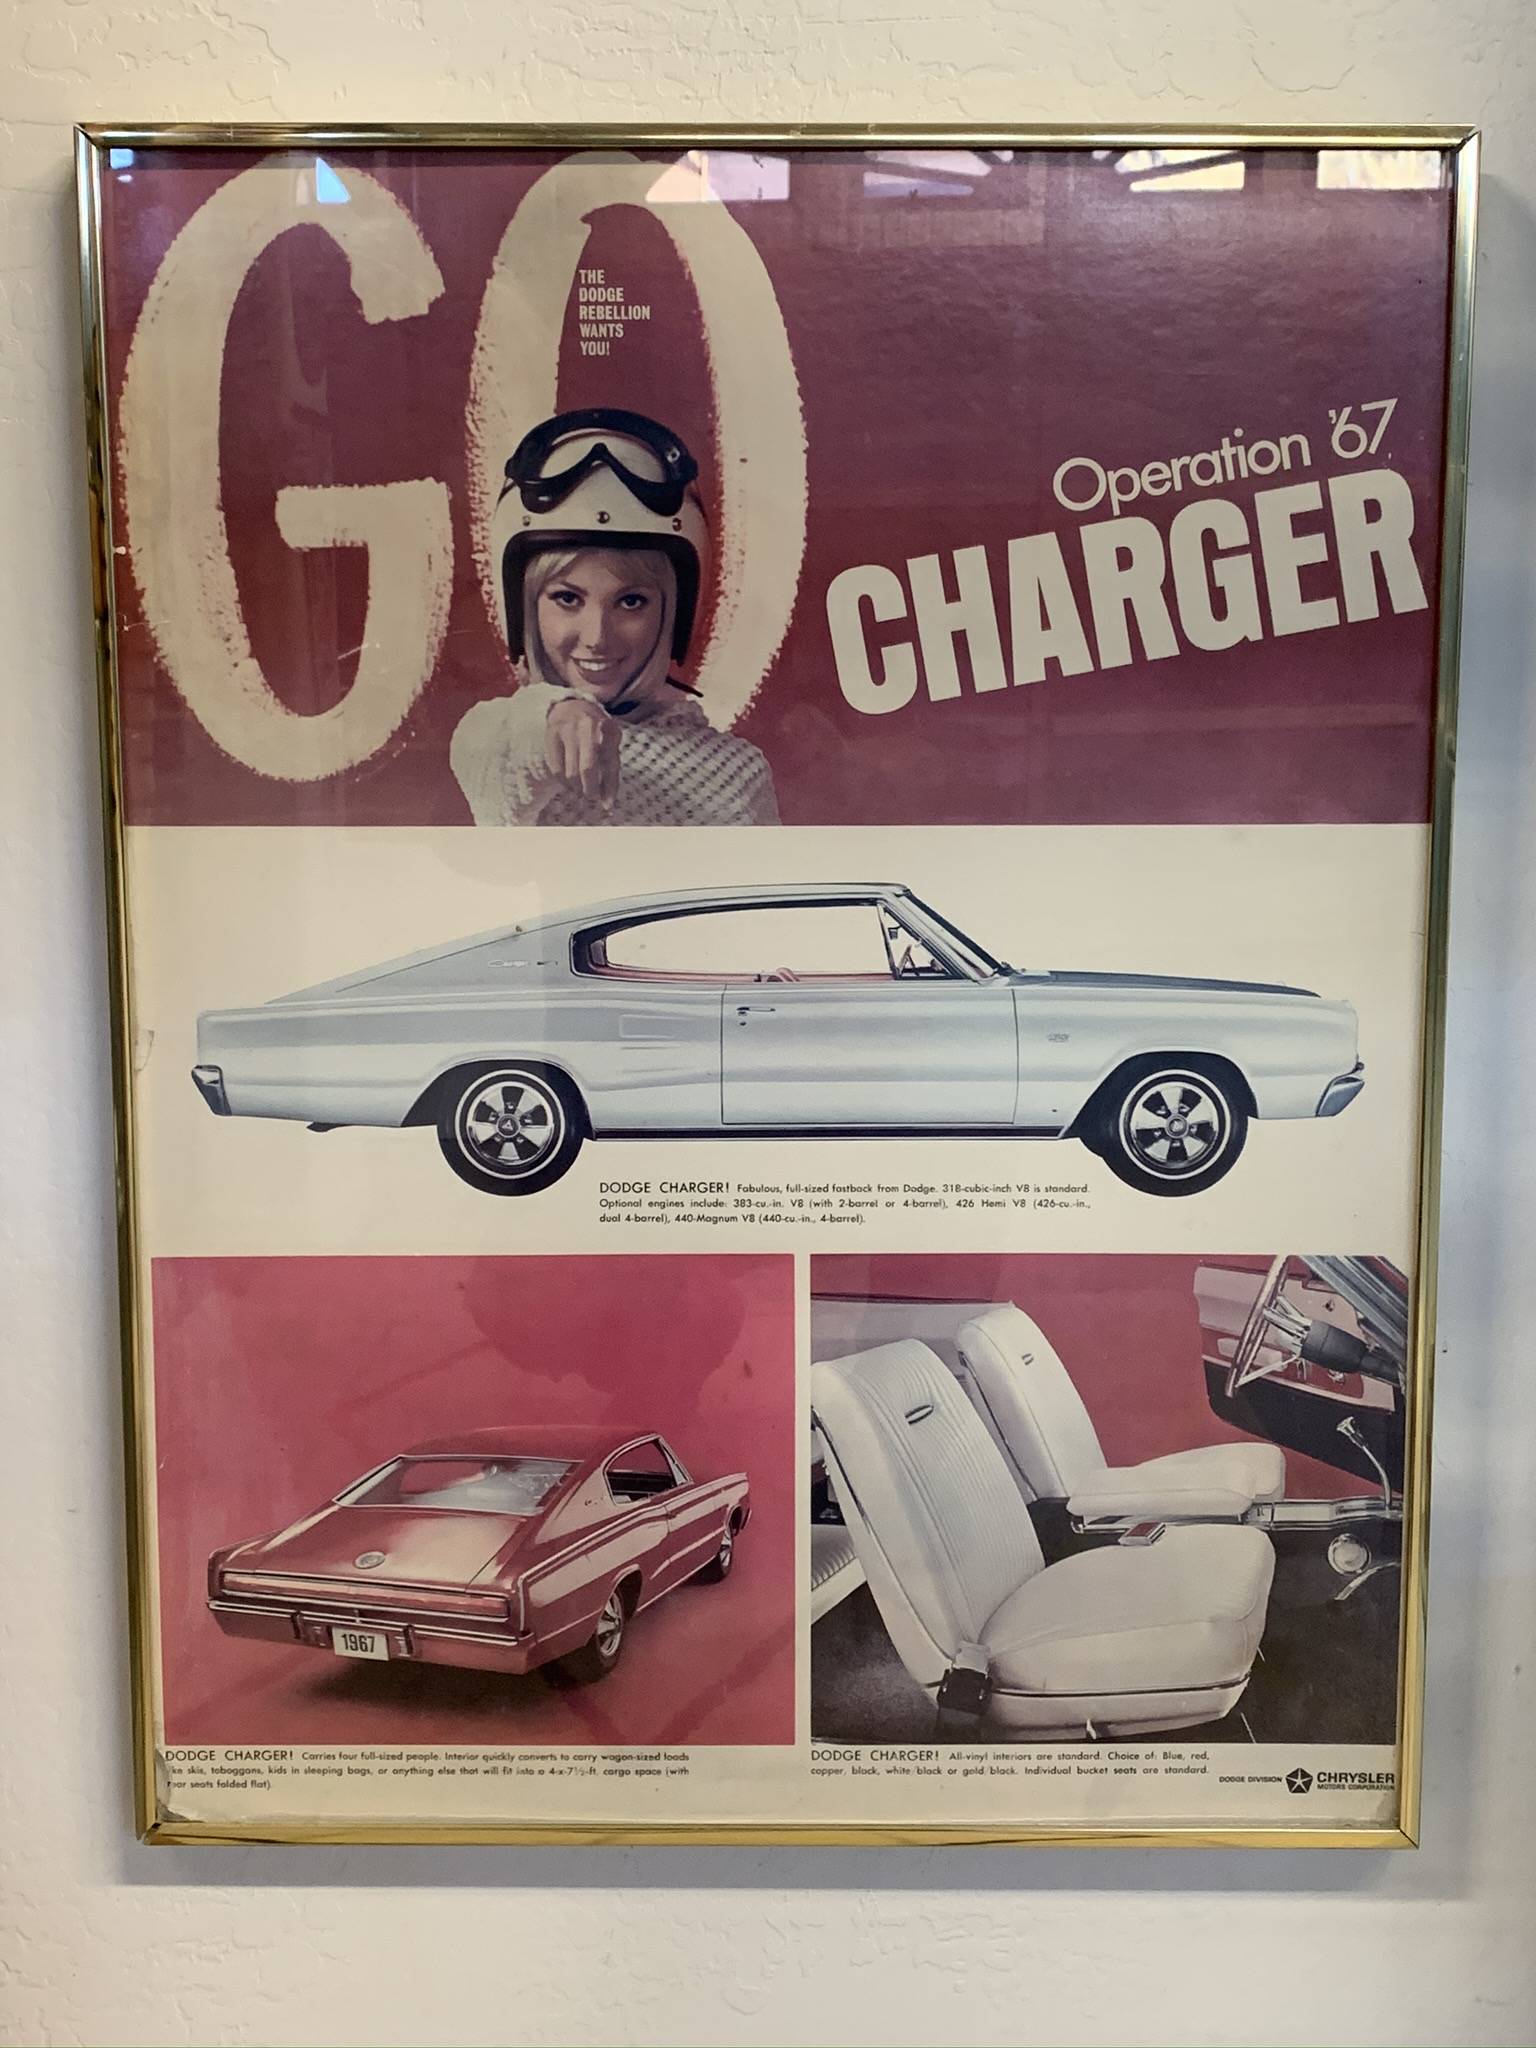 GO
THE
DODGE
REBELLION
WANTS
YOU!
Operation '67
CHARGER
DODGE CHARGER! Fabulous, full-sized fastback from Dodge. 318-cubic-inch V8 is standard.
Optional engines include: 383-cu.-in. V8 (with 2-barrel or 4-barrel), 426 Hemi V8 (426-cu.-in.,
dual 4-barrel), 440-Magnum V8 (440-cu.-in., 4-barrel).
1967
DODGE CHARGER! Carries four full-sized people. Interior quickly converts to carry wagon-sized loads
ke skis, toboggans, kids in sleeping bags, or anything else that will fit into a 4-x-7½-ft. cargo space (with
ear seats folded flat).
DODGE CHARGER! All-vinyl interiors are standard. Choice of: Blue, red,
copper, black, white/black or gold/black. Individual bucket seats are standard.
DODGE DIVISION CHRYSLER
MOTORS CORPORATION